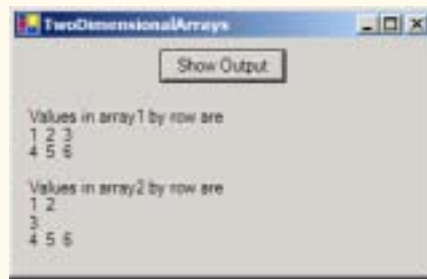 TwoDimensionalArrays
Show Output
Values in array1 by row are
1 2 3
4 5 6
Values in array2 by row are
1 2
3
4 5 6